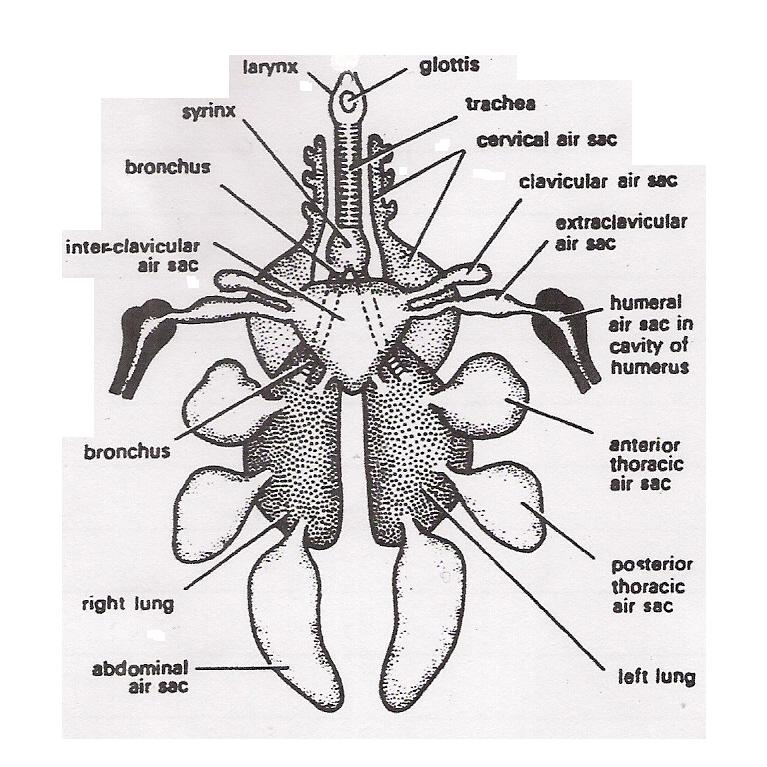 larynx
glottis
syrinx
trachea
cervical air sac
bronchus
clavicular air sac
extraclavicular
air sac
inter-clavicular
air sac
humeral
air sac in
cavity of
humerus
bronchus
anterior
thoracic
air sac
posterior
thoracic
air sac
right lung
abdominal
air sac
left lung